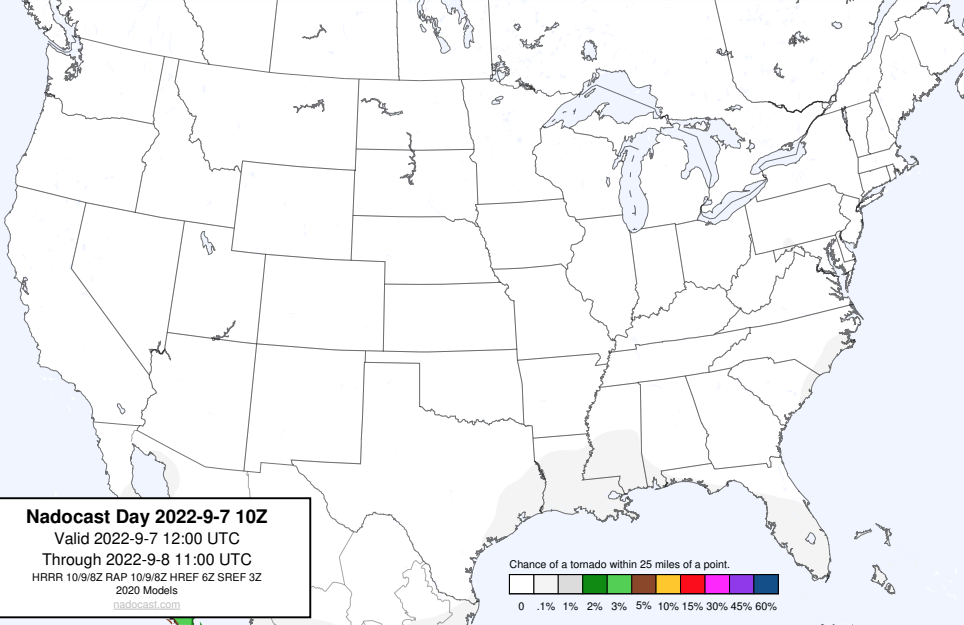 Nadocast Day 2022-9-7 10Z
Valid 2022-9-7 12:00 UTC
Through 2022-9-8 11:00 UTC
HRRR 10/9/8Z RAP 10/9/8Z HREF 6Z SREF 3Z
2020 Models
nadocast.com
Chance of a tornado within 25 miles of a point.
0 .1% 1% 2% 3% 5% 10% 15% 30% 45% 60%